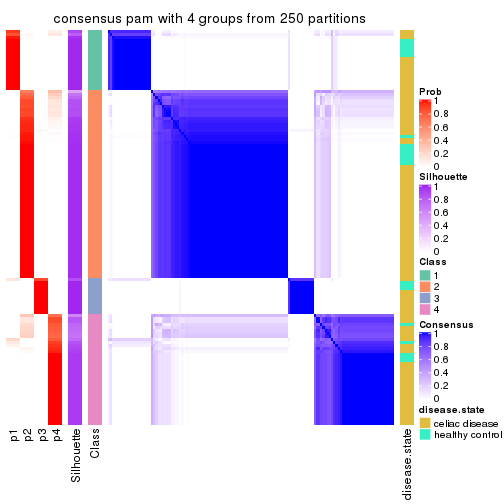 consensus pam with 4 groups from 250 partitions
Prob
1
0.8
0.6
0.4
0.2
0
Silhouette
1
0.8
0.6
0.4
0.2
0
Class
1
2
3
4
Consensus
1
0.8
0.6
0.4
0.2
0
disease.state
celiac disease
healthy control
p1
p2
p3
p4
Silhouette
Class
disease.state